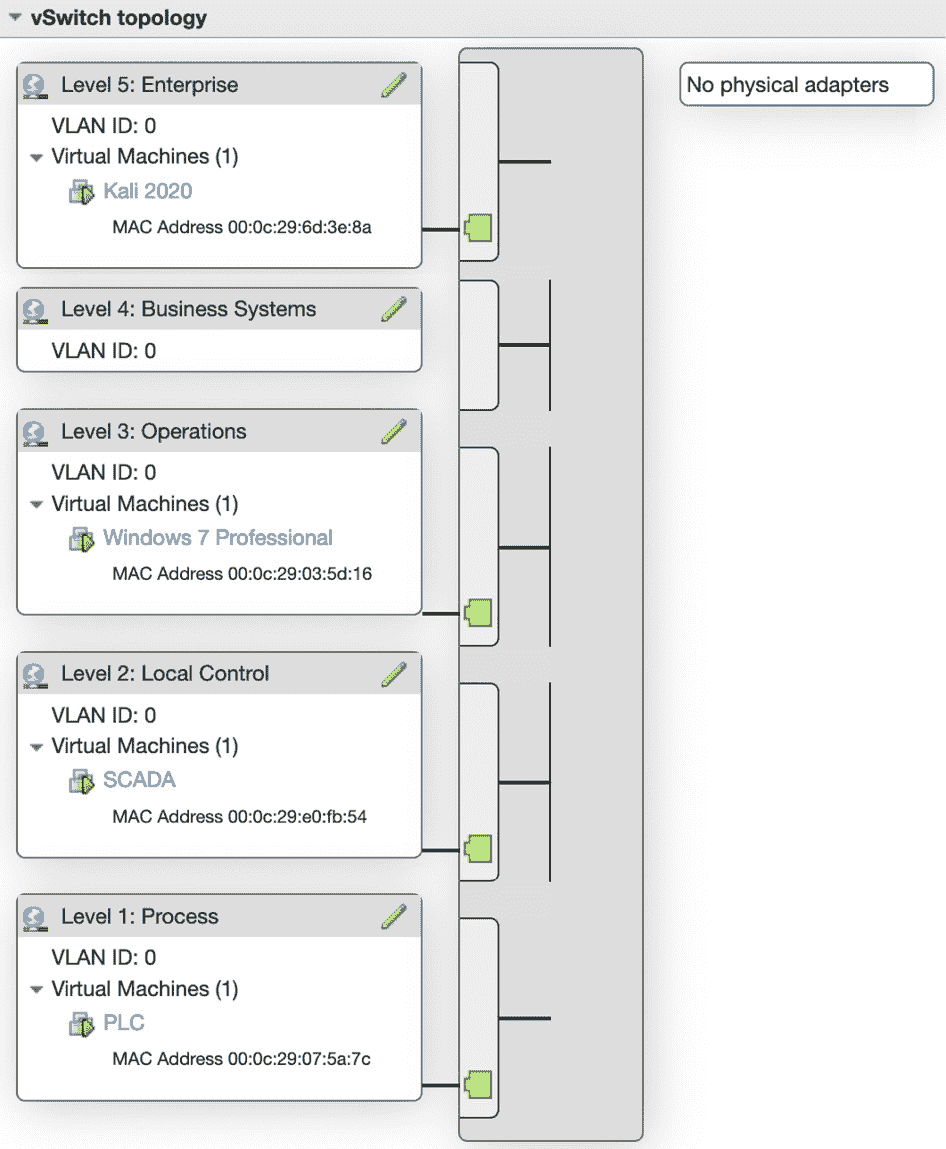 vSwitch topology
Level 5: Enterprise
VLAN ID: 0
Virtual Machines (1)
Kali 2020
MAC Address 00:0c:29:6d:3e:8a
No physical adapters
Level 4: Business Systems
VLAN ID: 0
Level 3: Operations
VLAN ID: 0
Virtual Machines (1)
Windows 7 Professional
MAC Address 00:0c:29:03:5d:16
Level 2: Local Control
VLAN ID: 0
Virtual Machines (1)
SCADA
MAC Address 00:0c:29:e0:fb:54
Level 1: Process
VLAN ID: 0
Virtual Machines (1)
PLC
MAC Address 00:0c:29:07:5a:7c